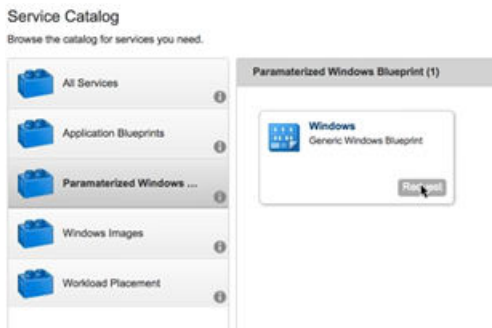 Service Catalog
Browse the catalog for services you need.
All Services
Application Blueprints
Paramaterized Windows ...
Windows Images
Workload Placement
Paramaterized Windows Blueprint (1)
Windows
Generic Windows Blueprint
Request